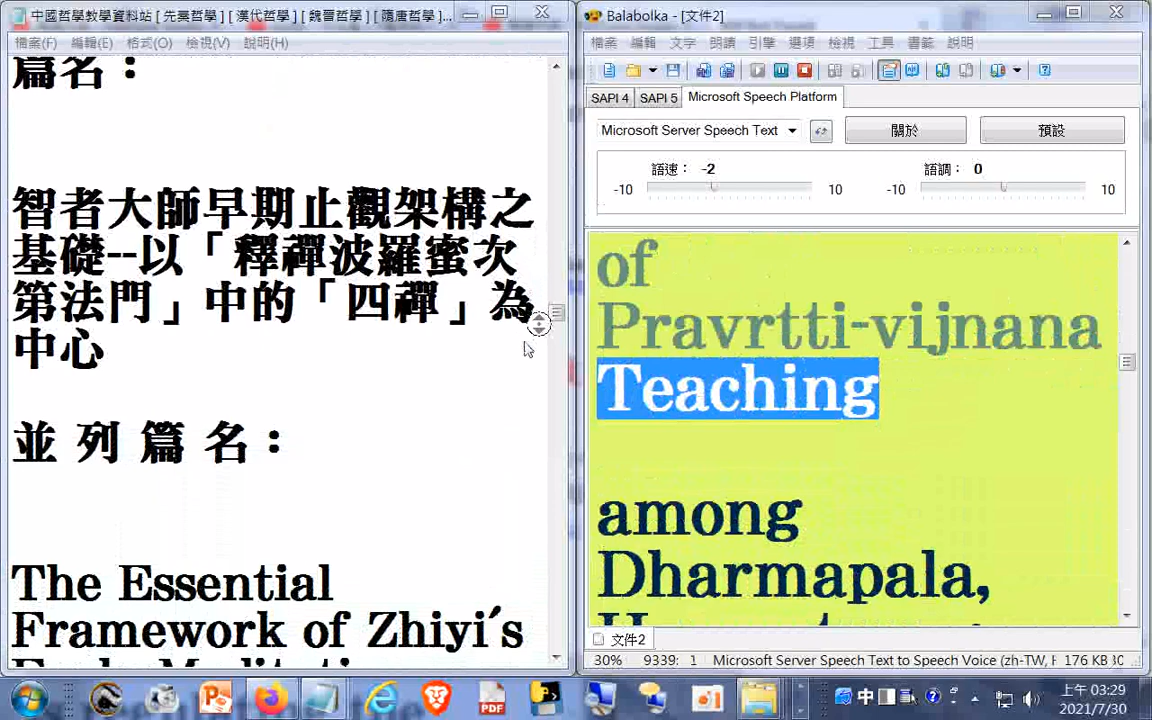 中國哲學教學資料站 [ 先秦哲學 ] [ 漢代哲學 ] [ 魏晉哲學 ] [ 隋唐哲學 ]...
檔案(F) 編輯(E) 格式(O) 檢視(V) 說明(H)
篇名：
智者大師早期止觀架構之
基礎--以「釋禪波羅蜜次
第法門」中的「四禪」為
中心
並 列 篇 名：
The Essential
Framework of Zhiyi's
Balabolka - [文件2]
檔案 編輯 文字 朗讀 引擎 選項 檢視 工具 書籤 說明
SAPI 4 SAPI 5 Microsoft Speech Platform
Microsoft Server Speech Text 關於 預設
語速： -2 語調： 0
-10 10 -10 10
of
Pravrtti-vijnana
Teaching
among
Dharmapala,
文件2
30% 9339: 1 Microsoft Server Speech Text to Speech Voice (zh-TW, 176 KB
PDF
中
上午 03:29
2021/7/30